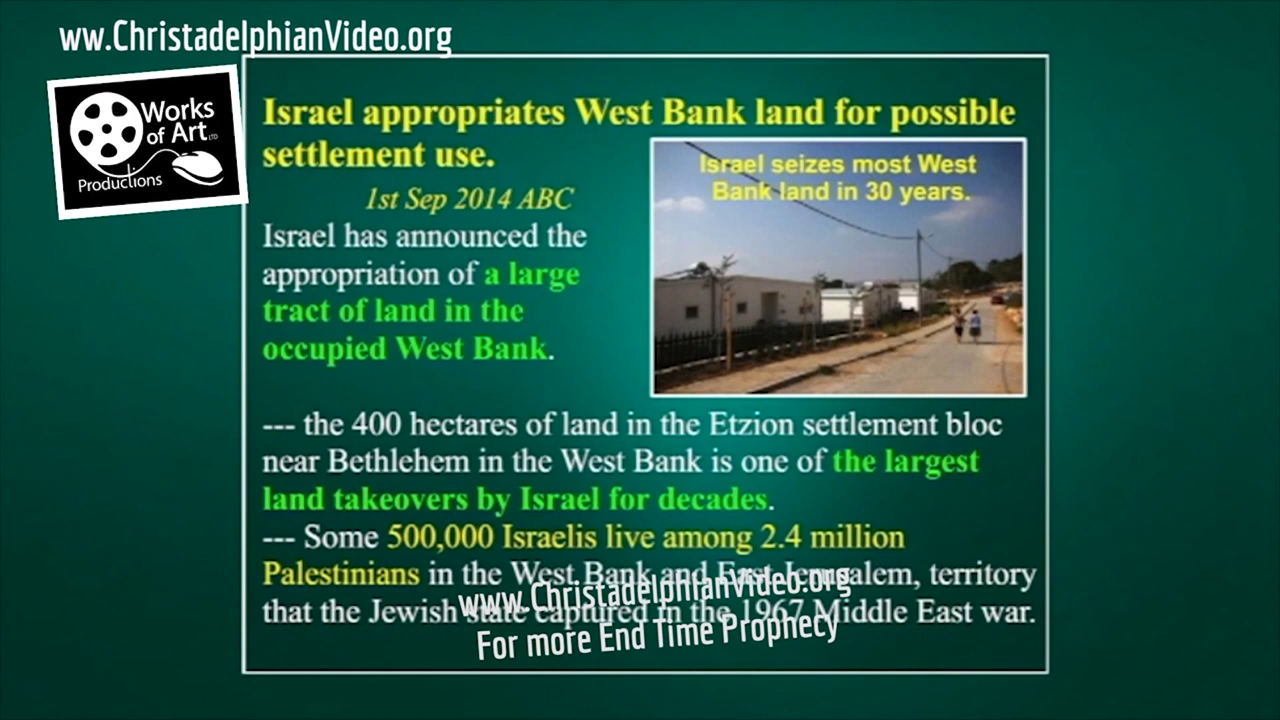 ww.ChristadelphianVideo.org
Works
of Art LTD
Productions
Israel appropriates West Bank land for possible
settlement use.
1st Sep 2014 ABC
Israel has announced the
appropriation of a large
tract of land in the
occupied West Bank.
Israel seizes most West
Bank land in 30 years.
--- the 400 hectares of land in the Etzion settlement bloc
near Bethlehem in the West Bank is one of the largest
land takeovers by Israel for decades.
--- Some 500,000 Israelis live among 2.4 million
Palestinians in the West Bank and East Jerusalem, territory
that the Jewish state captured in the 1967 Middle East war.
www.ChristadelphianVideo.org
For more End Time Prophecy